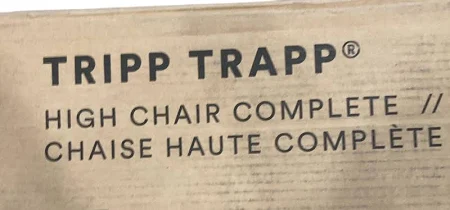 TRIPP TRAPP®
HIGH CHAIR COMPLETE //
CHAISE HAUTE COMPLÈTE